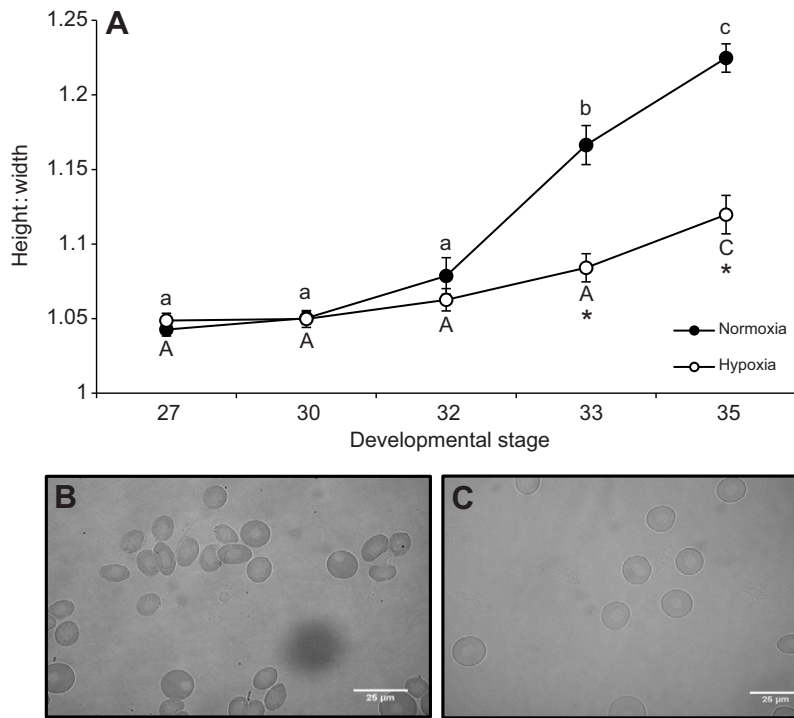 A
1.25
1.2
1.15
1.1
1.05
1
Height: width
a
a
a
b
c
A
A
A
A
*
C
*
Normoxia
Hypoxia
27 30 32 33 35
Developmental stage
B
25 µm
C
25 µm